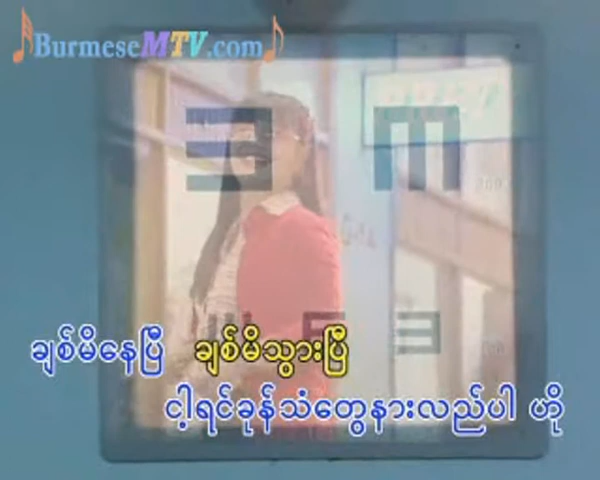 BurmeseMTV.com
ချစ်မိနေပြီ ချစ်မိသွားပြီ
ငါ့ရင်ခုန်သံတွေနားလည်ပါ ဟို